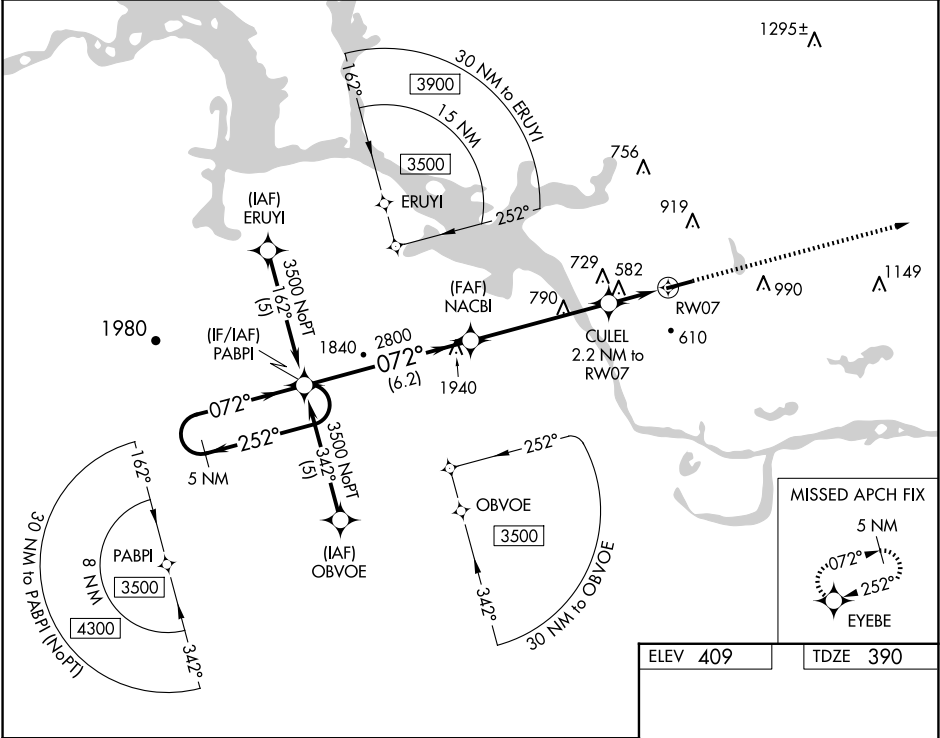 1295±
30 NM to ERUYI
162°
3900
15 NM
3500
ERUYI
252°
756
919
(IAF)
ERUYI
3500 NoPT
162°
(5)
(FAF)
NACBI
729
582
790
RW07
990
1149
CULEL
2.2 NM to
RW07
610
1980
(IF/IAF)
PABPI
1840
2800
072°
(6.2)
1940
072°
252°
5 NM
3500 NoPT
342°
(5)
(IAF)
OBVOE
162°
30 NM to PABPI (NoPT)
8 NM
PABPI
3500
4300
342°
252°
OBVOE
3500
342°
30 NM to OBVOE
MISSED APCH FIX
5 NM
072°
252°
EYEBE
ELEV 409
TDZE 390